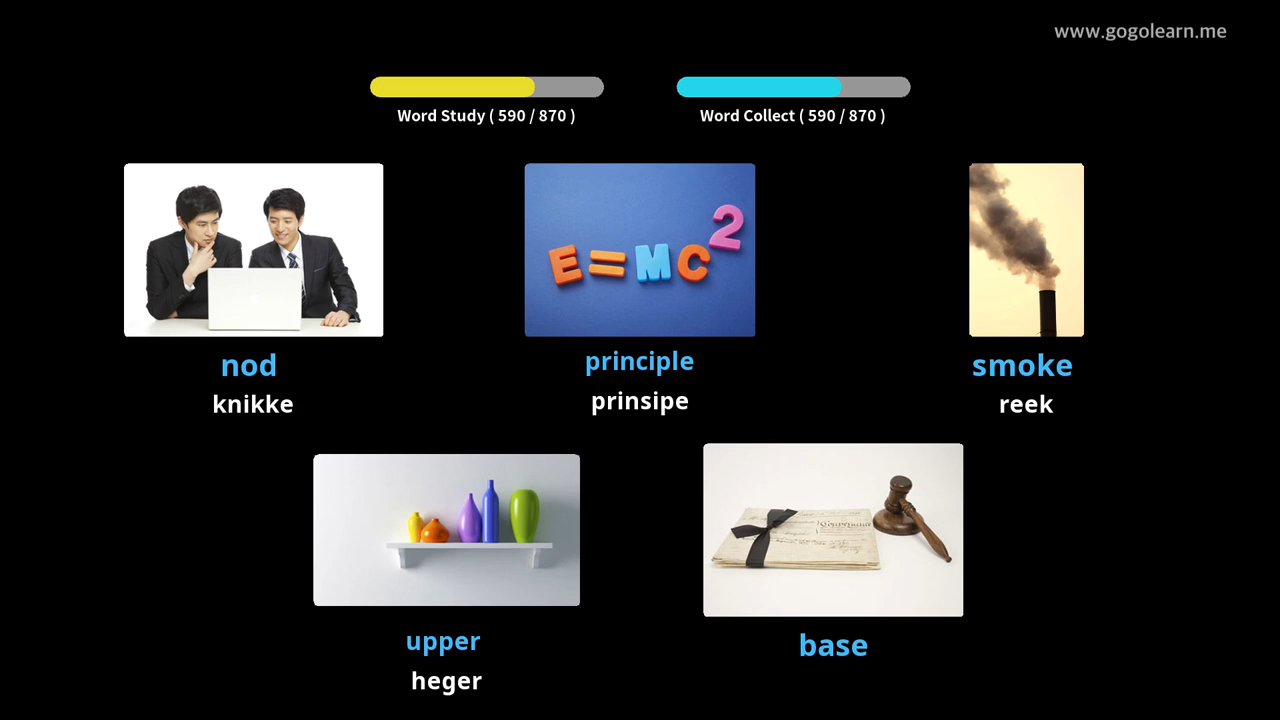 www.gogolearn.me
Word Study ( 590 / 870 )
Word Collect ( 590 / 870 )
E=MC2
nod
knikke
principle
prinsipe
smoke
reek
upper
heger
base